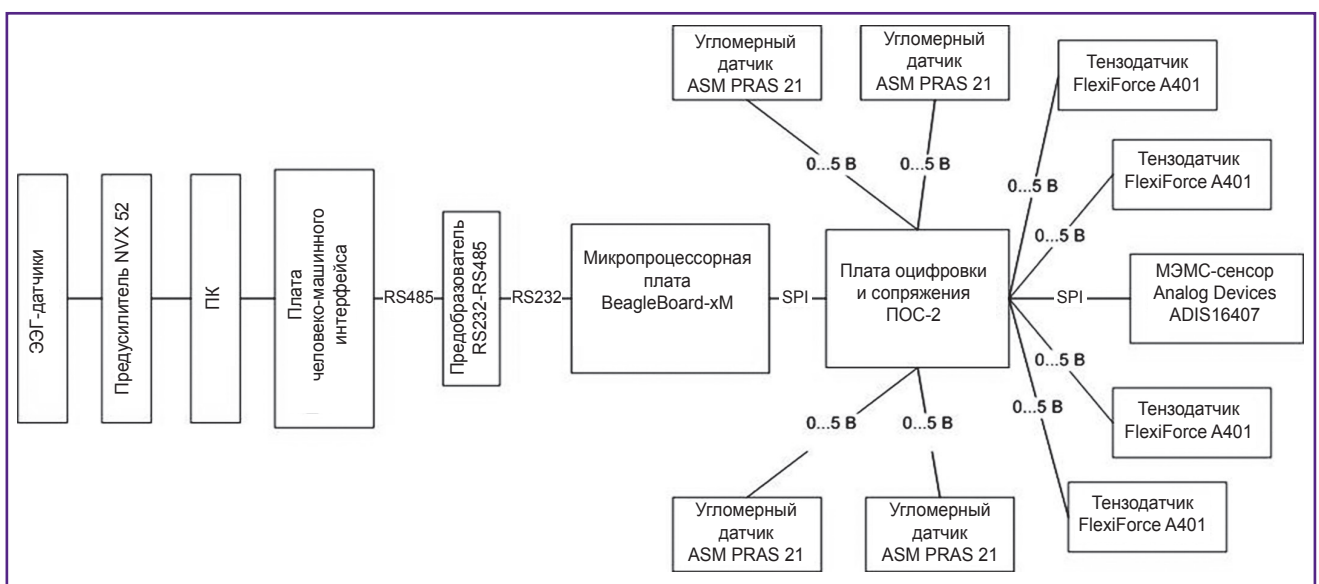 ЭЭГ-датчики
Предусилитель NVX 52
ПК
Плата
человеко-машинного
интерфейса
RS485
Предобразователь
RS232-RS485
RS232
Микропроцессорная
плата
BeagleBoard-xM
SPI
Угломерный
датчик
ASM PRAS 21
Угломерный
датчик
ASM PRAS 21
0...5 В
0...5 В
Плата оцифровки
и сопряжения
ПОС-2
0...5 В
0...5 В
Угломерный
датчик
ASM PRAS 21
Угломерный
датчик
ASM PRAS 21
Тензодатчик
FlexiForce A401
0...5 В
Тензодатчик
FlexiForce A401
0...5 В
SPI
МЭМС-сенсор
Analog Devices
ADIS16407
0...5 В
Тензодатчик
FlexiForce A401
0...5 В
Тензодатчик
FlexiForce A401